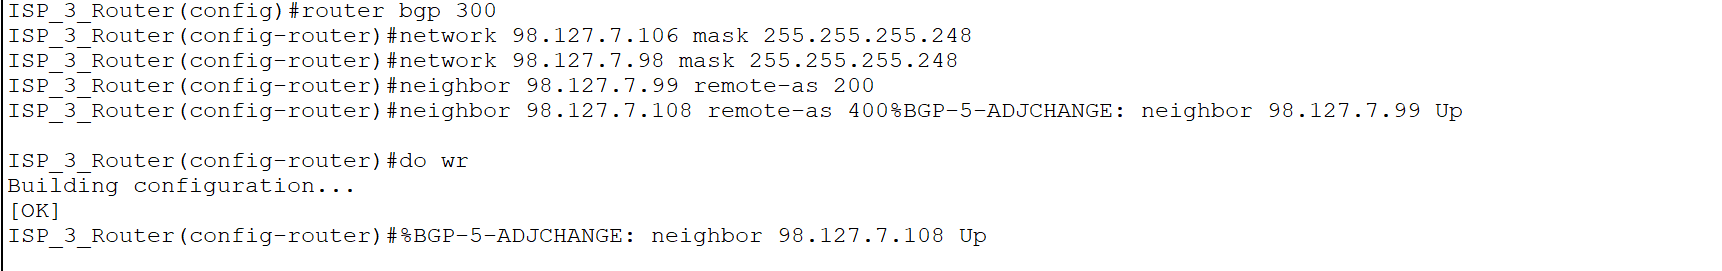 ISP_3_Router(config)#router bgp 300
ISP_3_Router(config-router)#network 98.127.7.106 mask 255.255.255.248
ISP_3_Router(config-router)#network 98.127.7.98 mask 255.255.255.248
ISP_3_Router(config-router)#neighbor 98.127.7.99 remote-as 200
ISP_3_Router(config-router)#neighbor 98.127.7.108 remote-as 400%BGP-5-ADJCHANGE: neighbor 98.127.7.99 Up
ISP_3_Router(config-router)#do wr
Building configuration...
[OK]
ISP_3_Router(config-router)#%BGP-5-ADJCHANGE: neighbor 98.127.7.108 Up